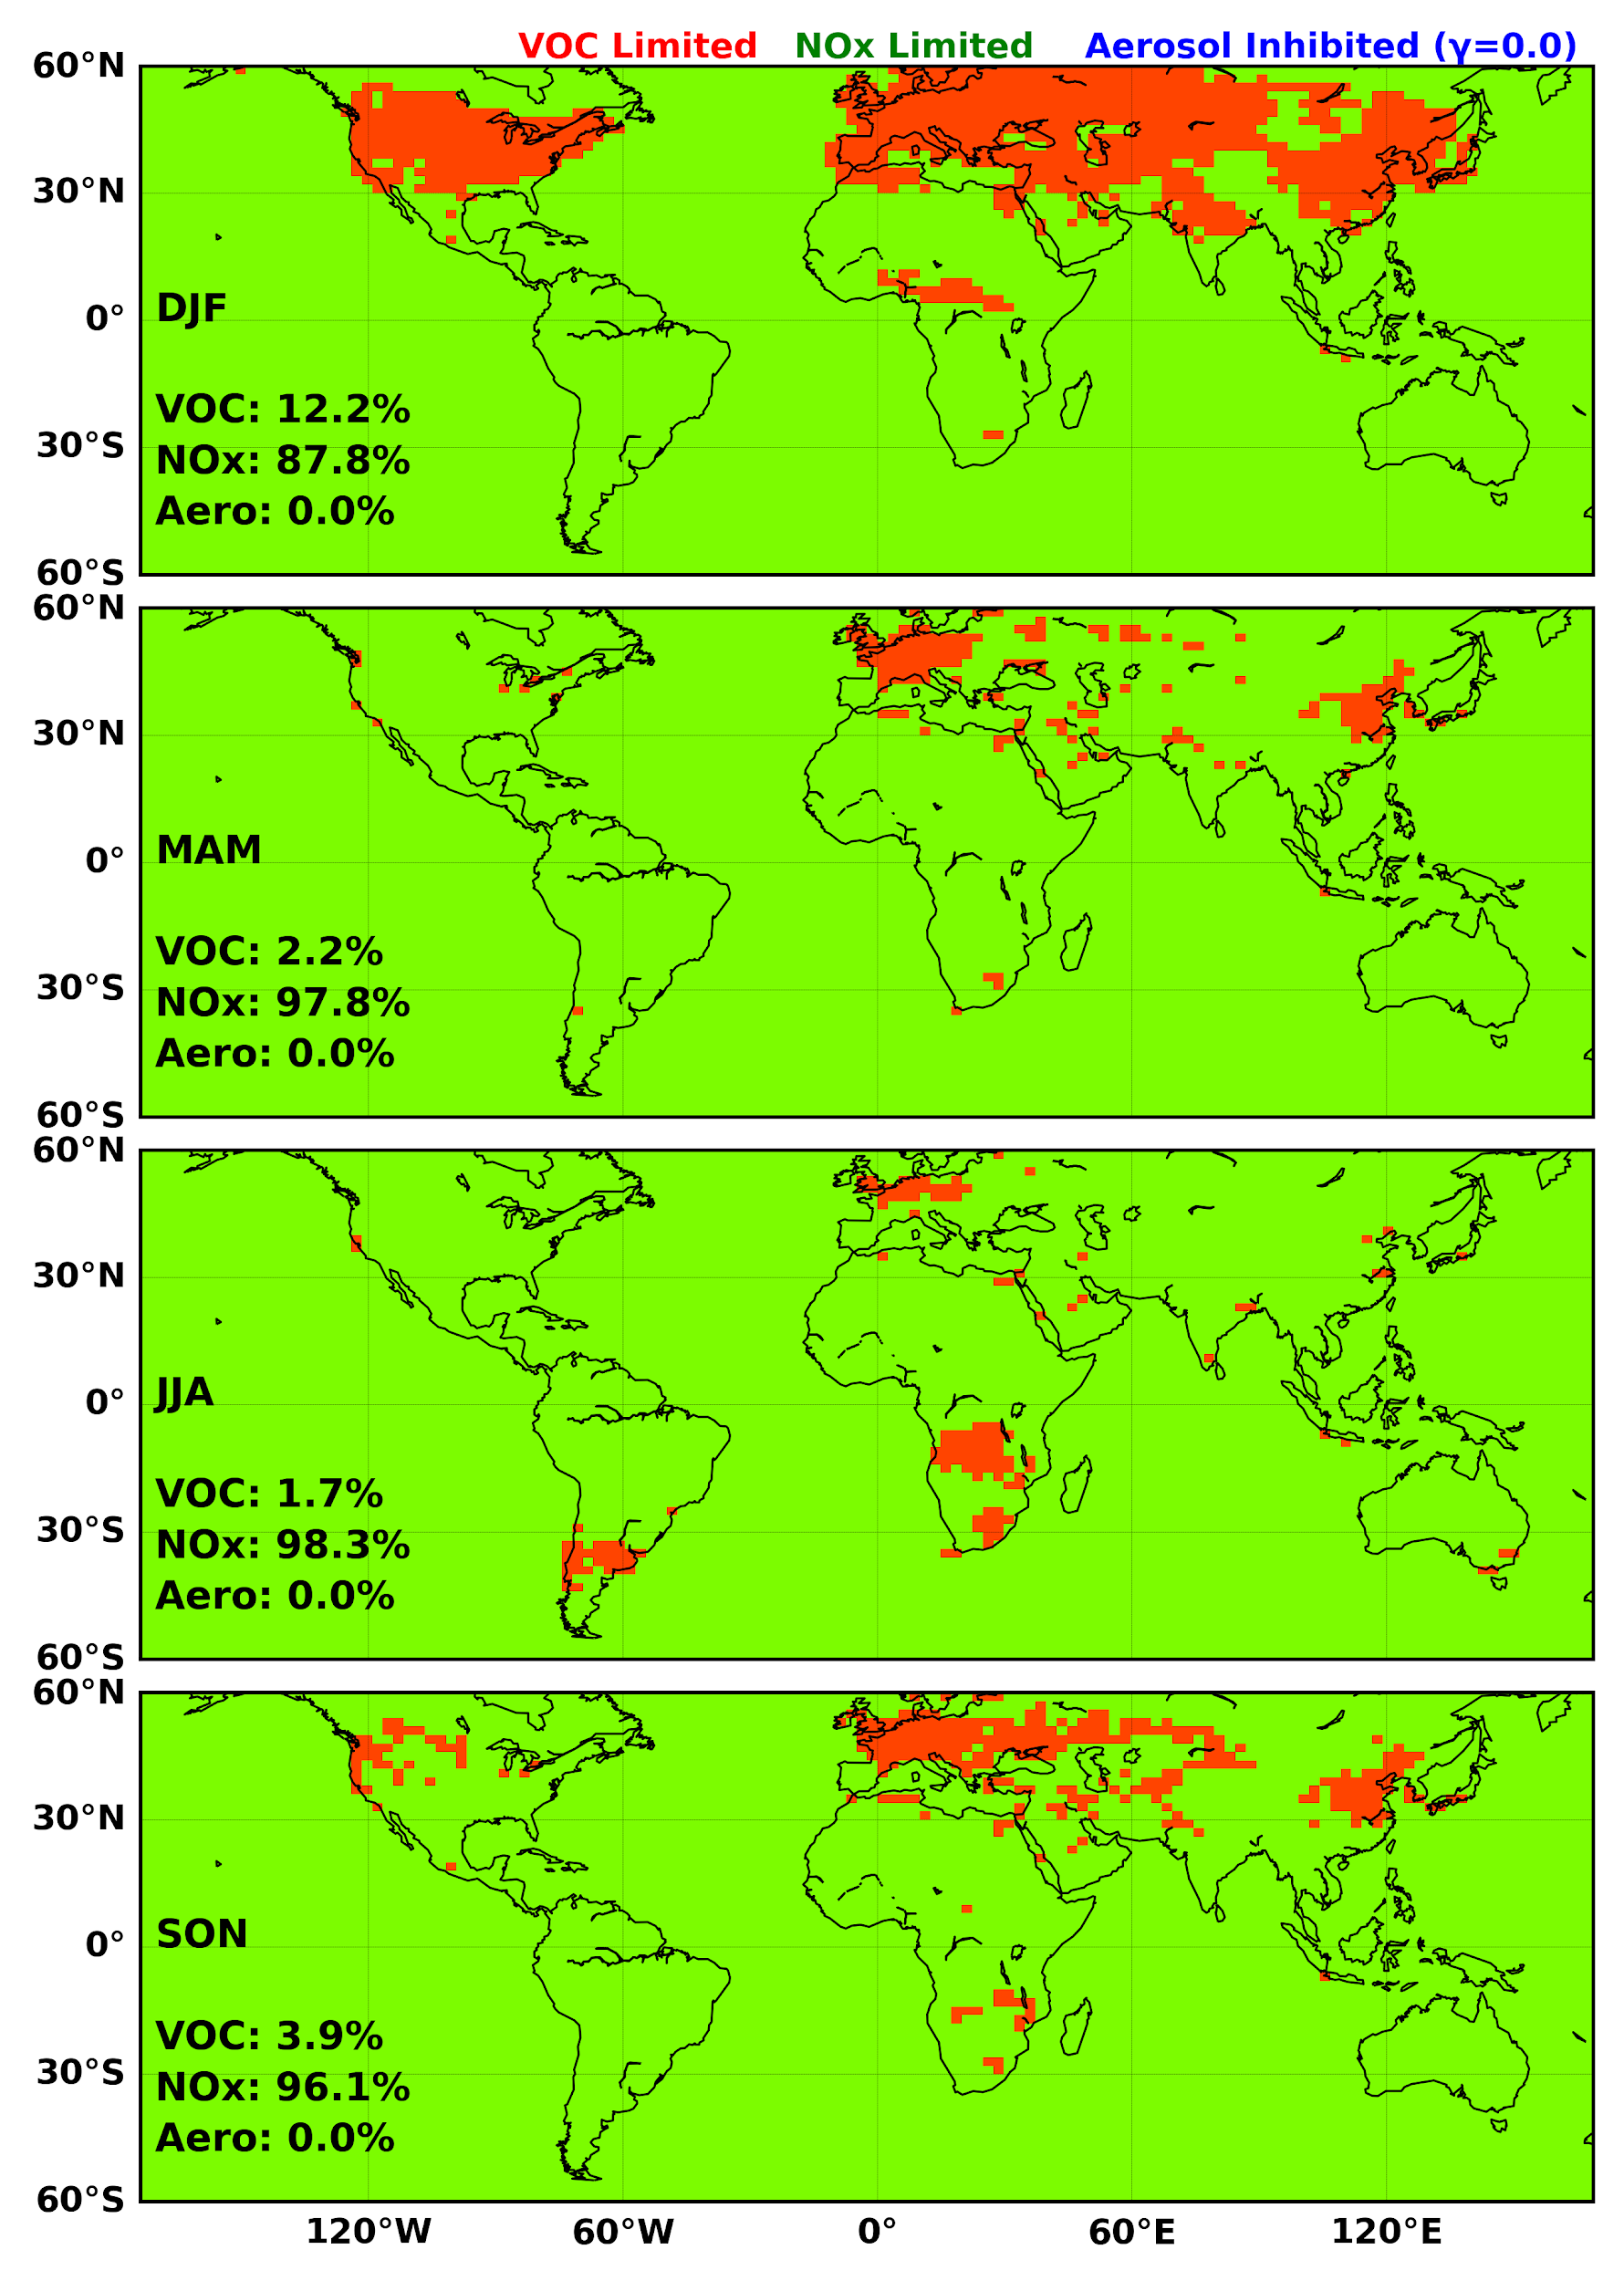 VOC Limited NOx Limited Aerosol Inhibited (γ=0.0)
60°N
30°N
0°
30°S
60°S
DJF
VOC: 12.2%
NOx: 87.8%
Aero: 0.0%
60°N
30°N
0°
30°S
60°S
MAM
VOC: 2.2%
NOx: 97.8%
Aero: 0.0%
60°N
30°N
0°
30°S
60°S
JJA
VOC: 1.7%
NOx: 98.3%
Aero: 0.0%
60°N
30°N
0°
30°S
60°S
SON
VOC: 3.9%
NOx: 96.1%
Aero: 0.0%
120°W 60°W 0° 60°E 120°E